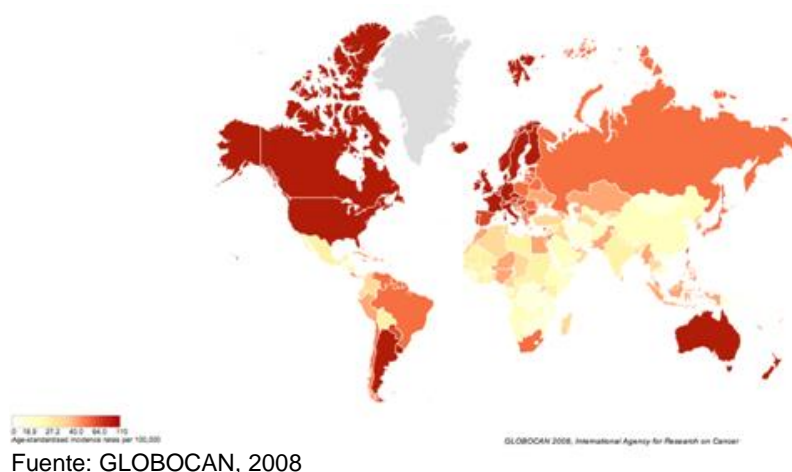 0 18.9 27.2 40.0 64.0 110
Age-standardised incidence rates per 100,000
GLOBOCAN 2008, International Agency for Research on Cancer
Fuente: GLOBOCAN, 2008